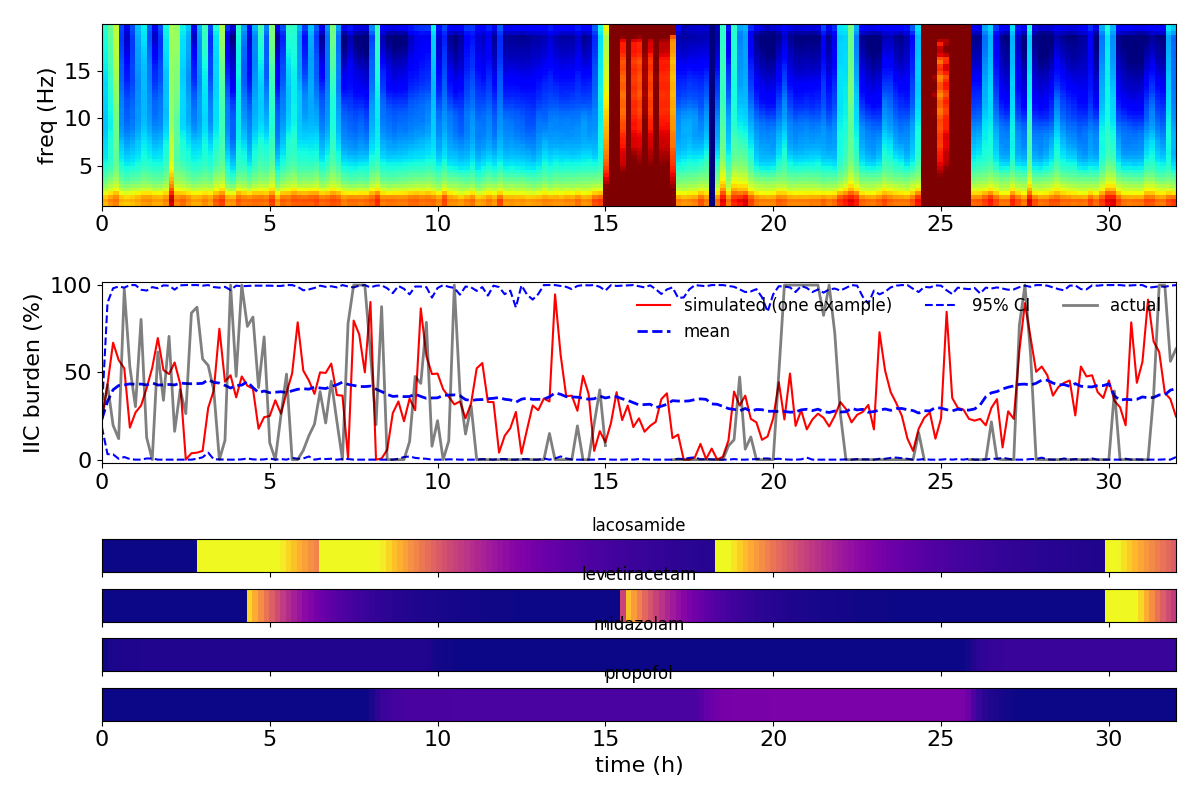 freq (Hz)
15
10
5
0 5 10 15 20 25 30
IIC burden (%)
100
50
0
simulated (one example)
mean
95% CI
actual
0 5 10 15 20 25 30
lacosamide
levetiracetam
midazolam
propofol
0 5 10 15 20 25 30
time (h)